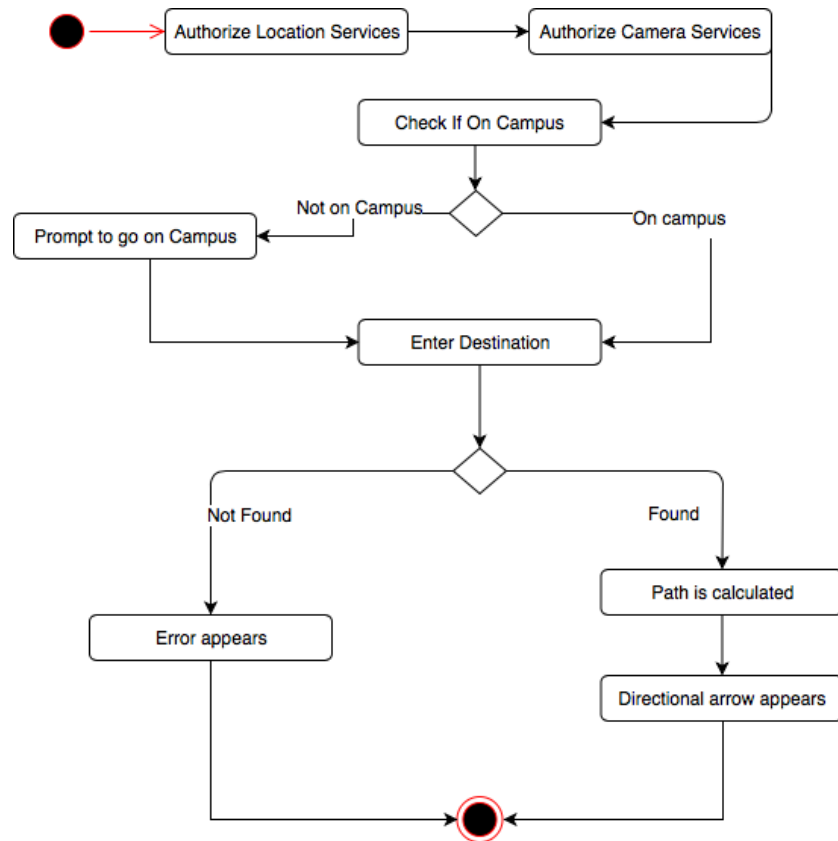 Authorize Location Services
Authorize Camera Services
Check If On Campus
Not on Campus
On campus
Prompt to go on Campus
Enter Destination
Not Found
Found
Path is calculated
Error appears
Directional arrow appears